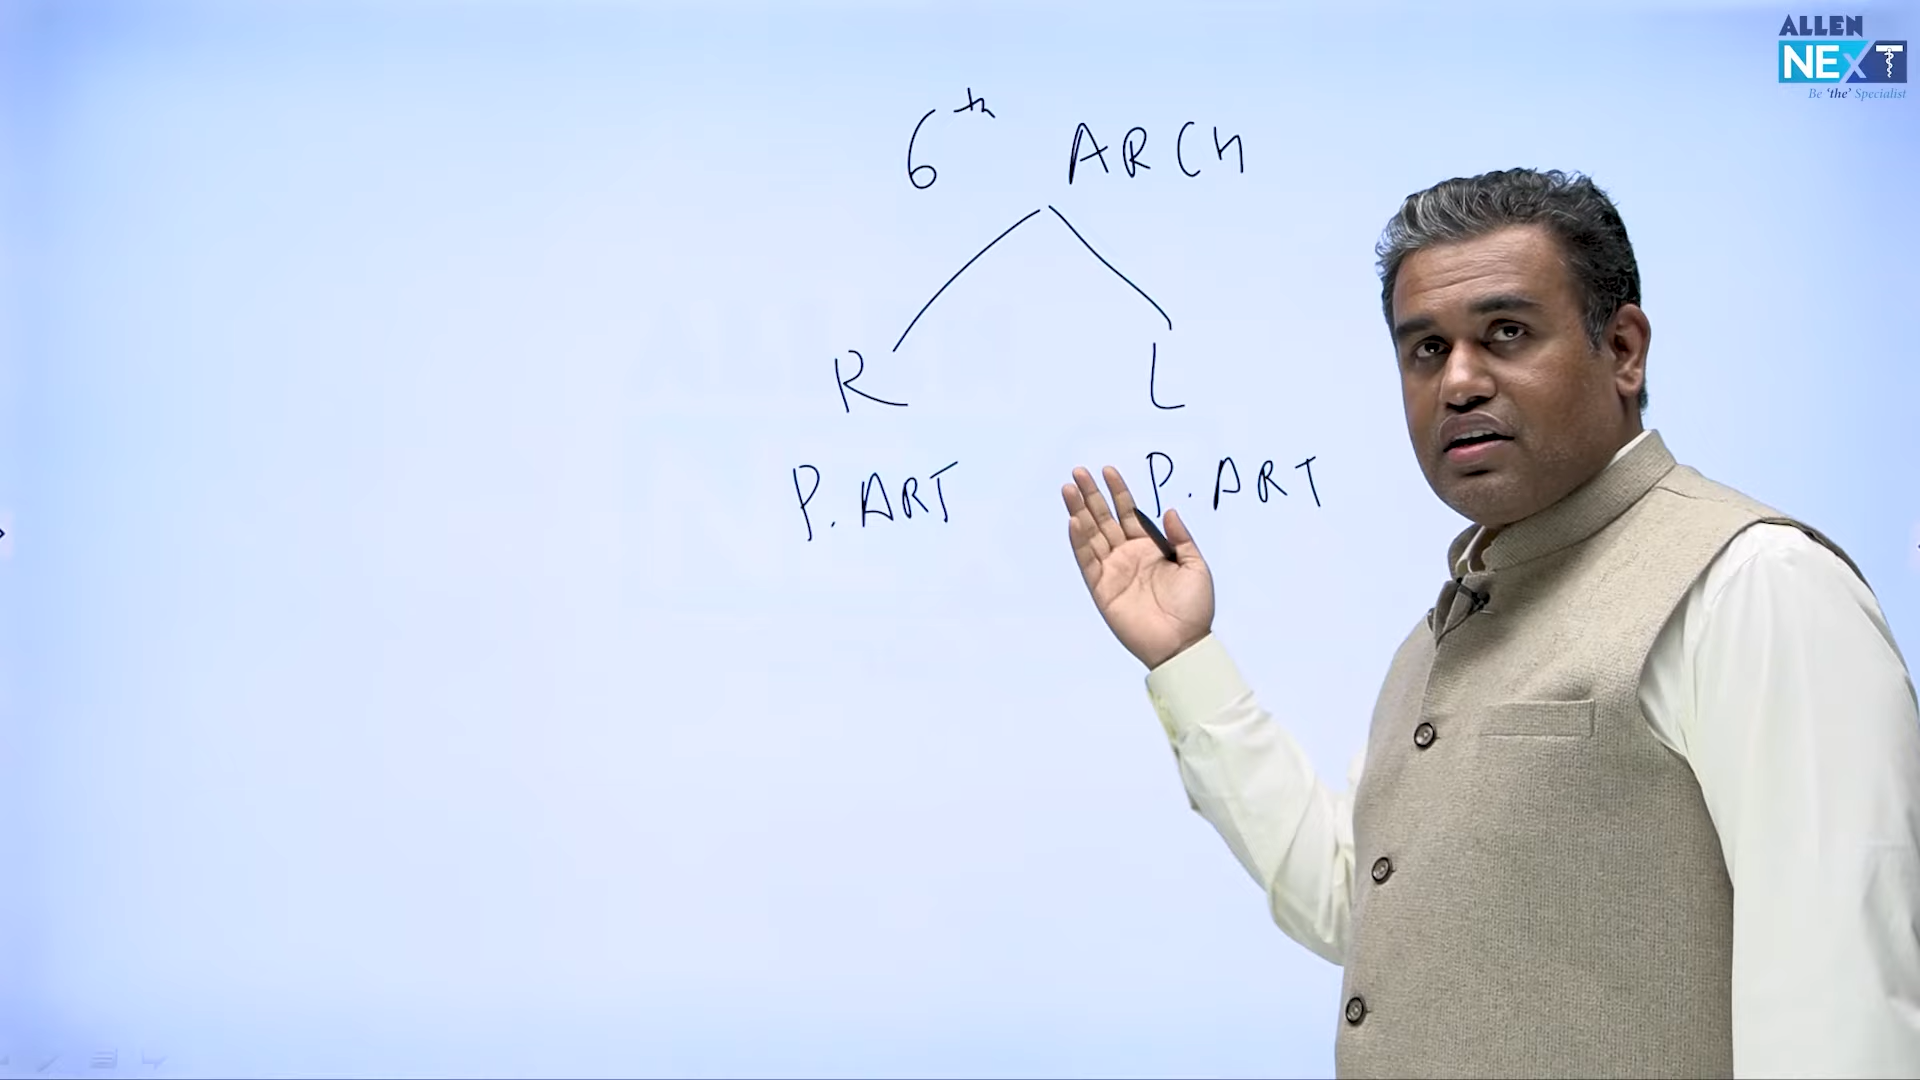 ALLEN
NEXT
Be 'the' Specialist
6th ARCH
R L
P. ART P. ART